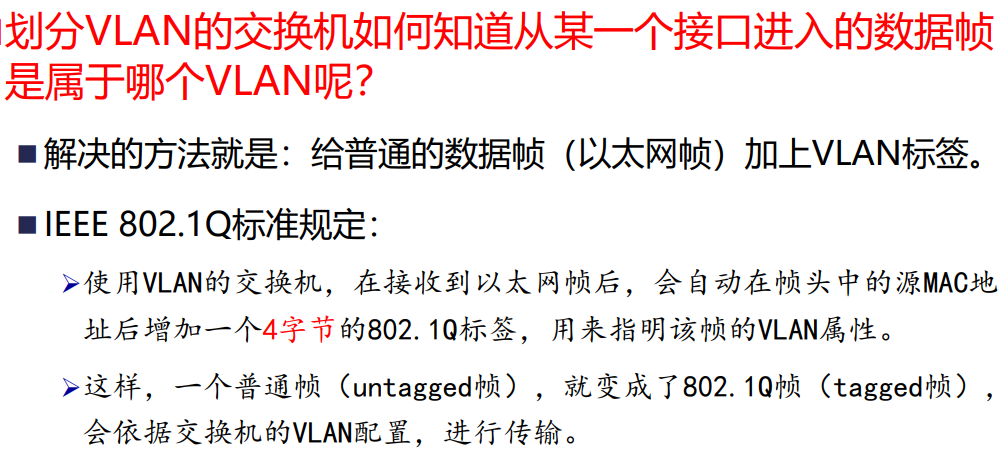 划分VLAN的交换机如何知道从某一个接口进入的数据帧
是属于哪个VLAN呢？
■解决的方法就是：给普通的数据帧（以太网帧）加上VLAN标签。
■IEEE 802.1Q标准规定：
➢使用VLAN的交换机，在接收到以太网帧后，会自动在帧头中的源MAC地
址后增加一个4字节的802.1Q标签，用来指明该帧的VLAN属性。
➢这样，一个普通帧（untagged帧），就变成了802.1Q帧（tagged帧），
会依据交换机的VLAN配置，进行传输。